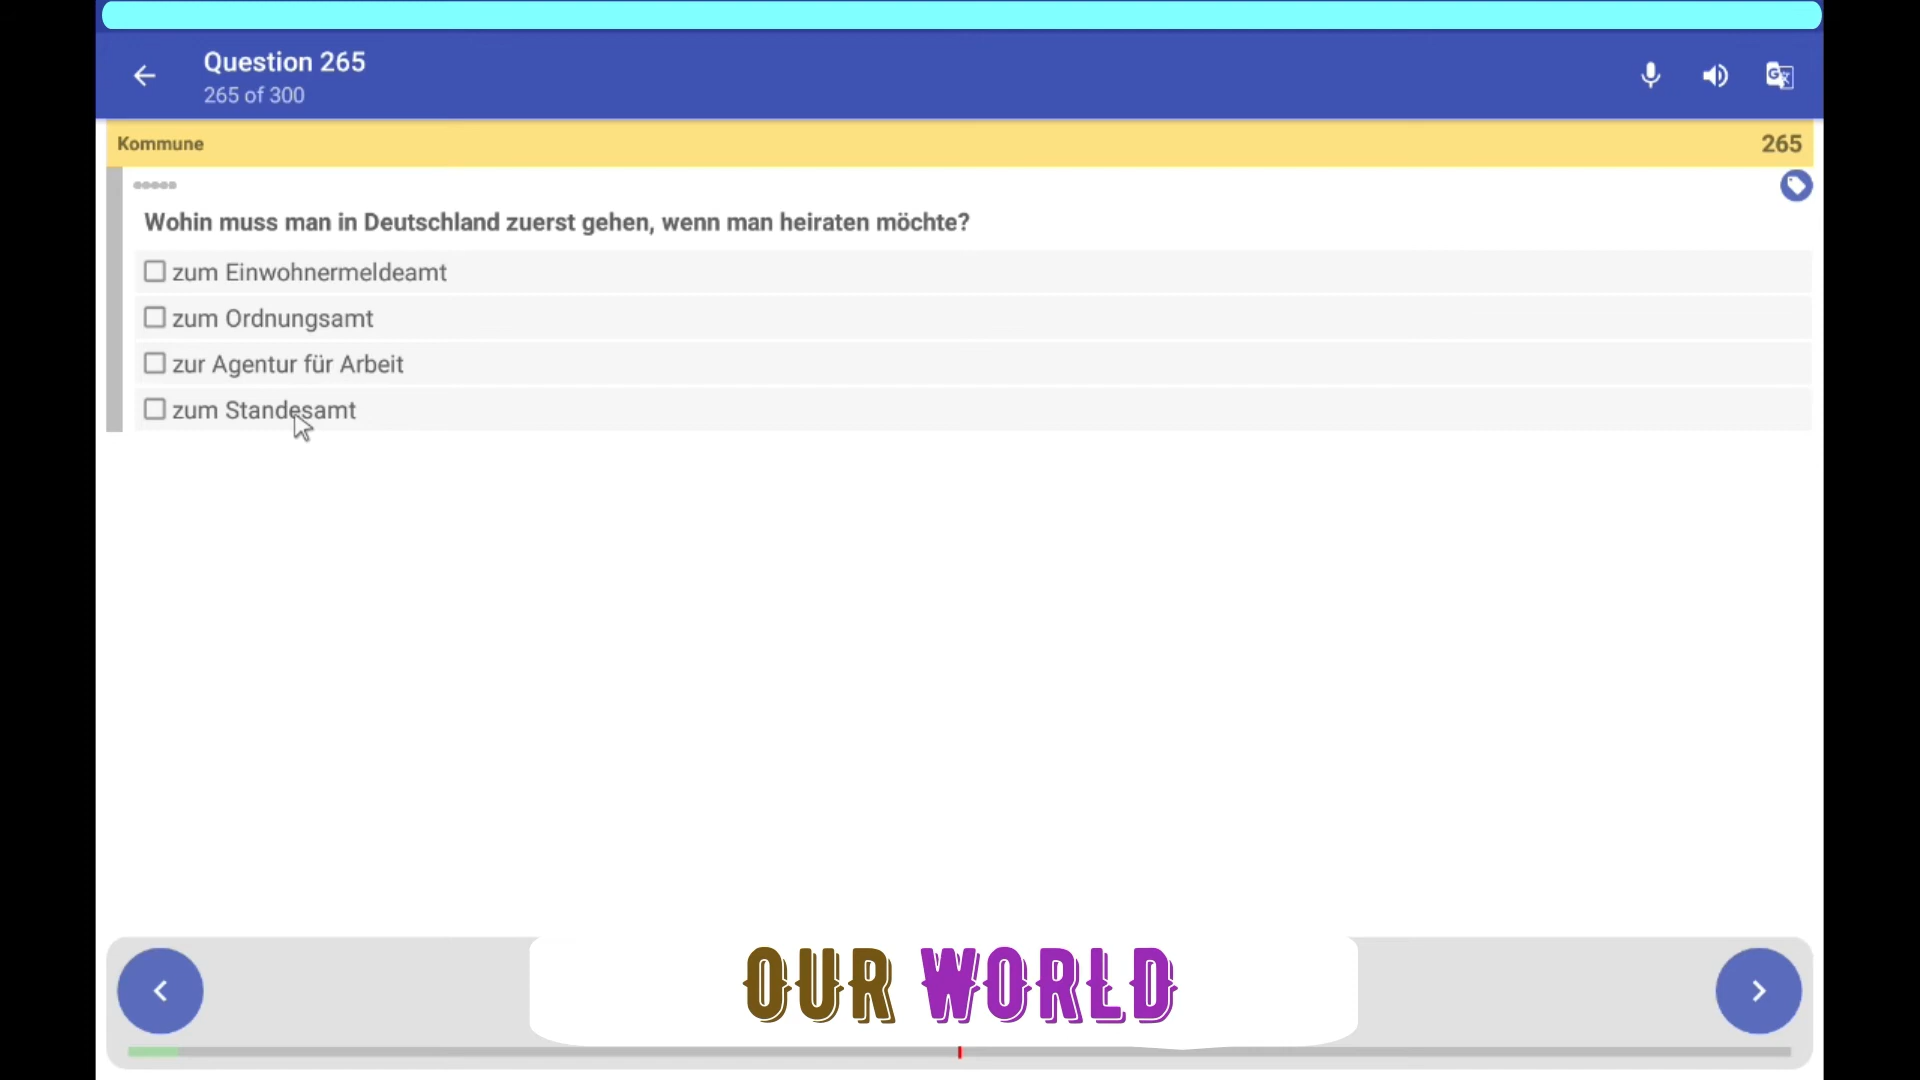 Question 265
265 of 300
Kommune
265
Wohin muss man in Deutschland zuerst gehen, wenn man heiraten möchte?
zum Einwohnermeldeamt
zum Ordnungsamt
zur Agentur für Arbeit
zum Standesamt
OUR WORLD